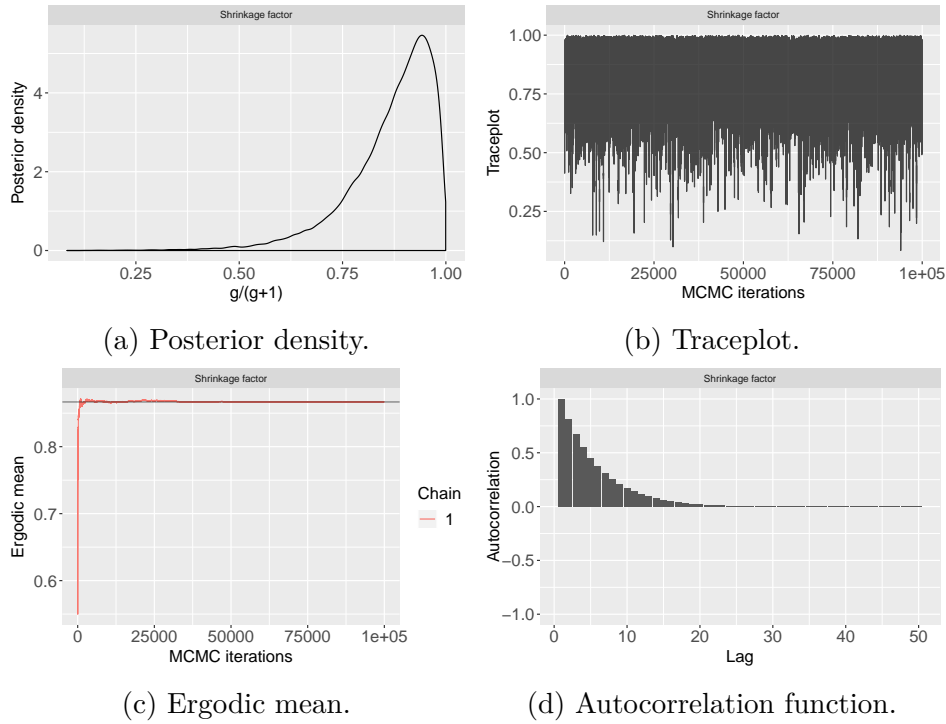 Shrinkage factor
Posterior density
4
2
0
0.25
0.50
0.75
1.00
g/(g+1)
(a) Posterior density.
Shrinkage factor
Traceplot
1.00
0.75
0.50
0.25
0
25000
50000
75000
1e+05
MCMC iterations
(b) Traceplot.
Shrinkage factor
Ergodic mean
0.8
0.7
0.6
0
25000
50000
75000
1e+05
MCMC iterations
Chain
1
(c) Ergodic mean.
Shrinkage factor
Autocorrelation
1.0
0.5
0.0
−0.5
−1.0
0
10
20
30
40
50
Lag
(d) Autocorrelation function.